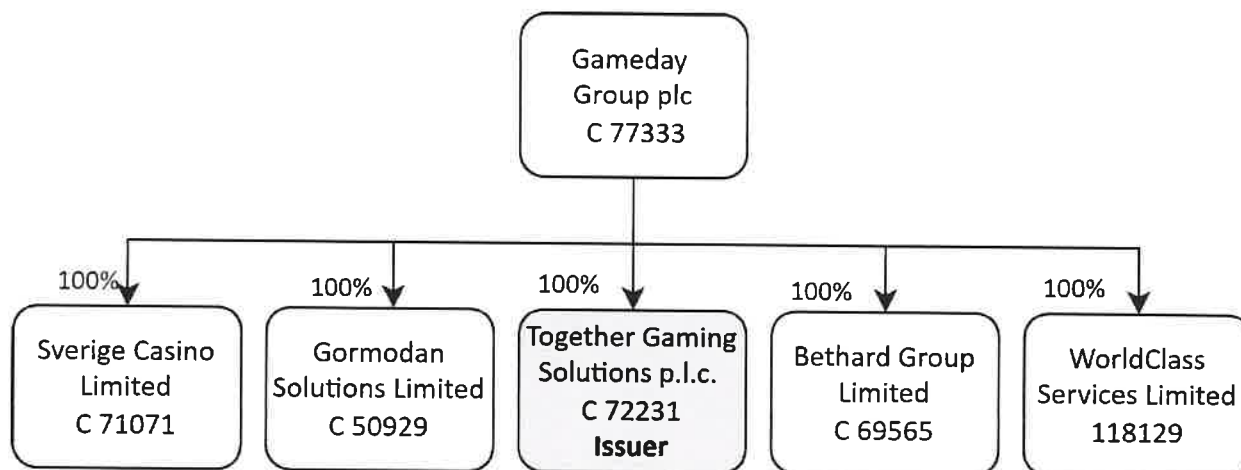 Gameday
Group plc
C 77333
100%
100%
100%
100%
100%
Sverige Casino
Limited
C 71071
Gormodan
Solutions Limited
C 50929
Together Gaming
Solutions p.l.c.
C 72231
Issuer
Bethard Group
Limited
C 69565
WorldClass
Services Limited
118129